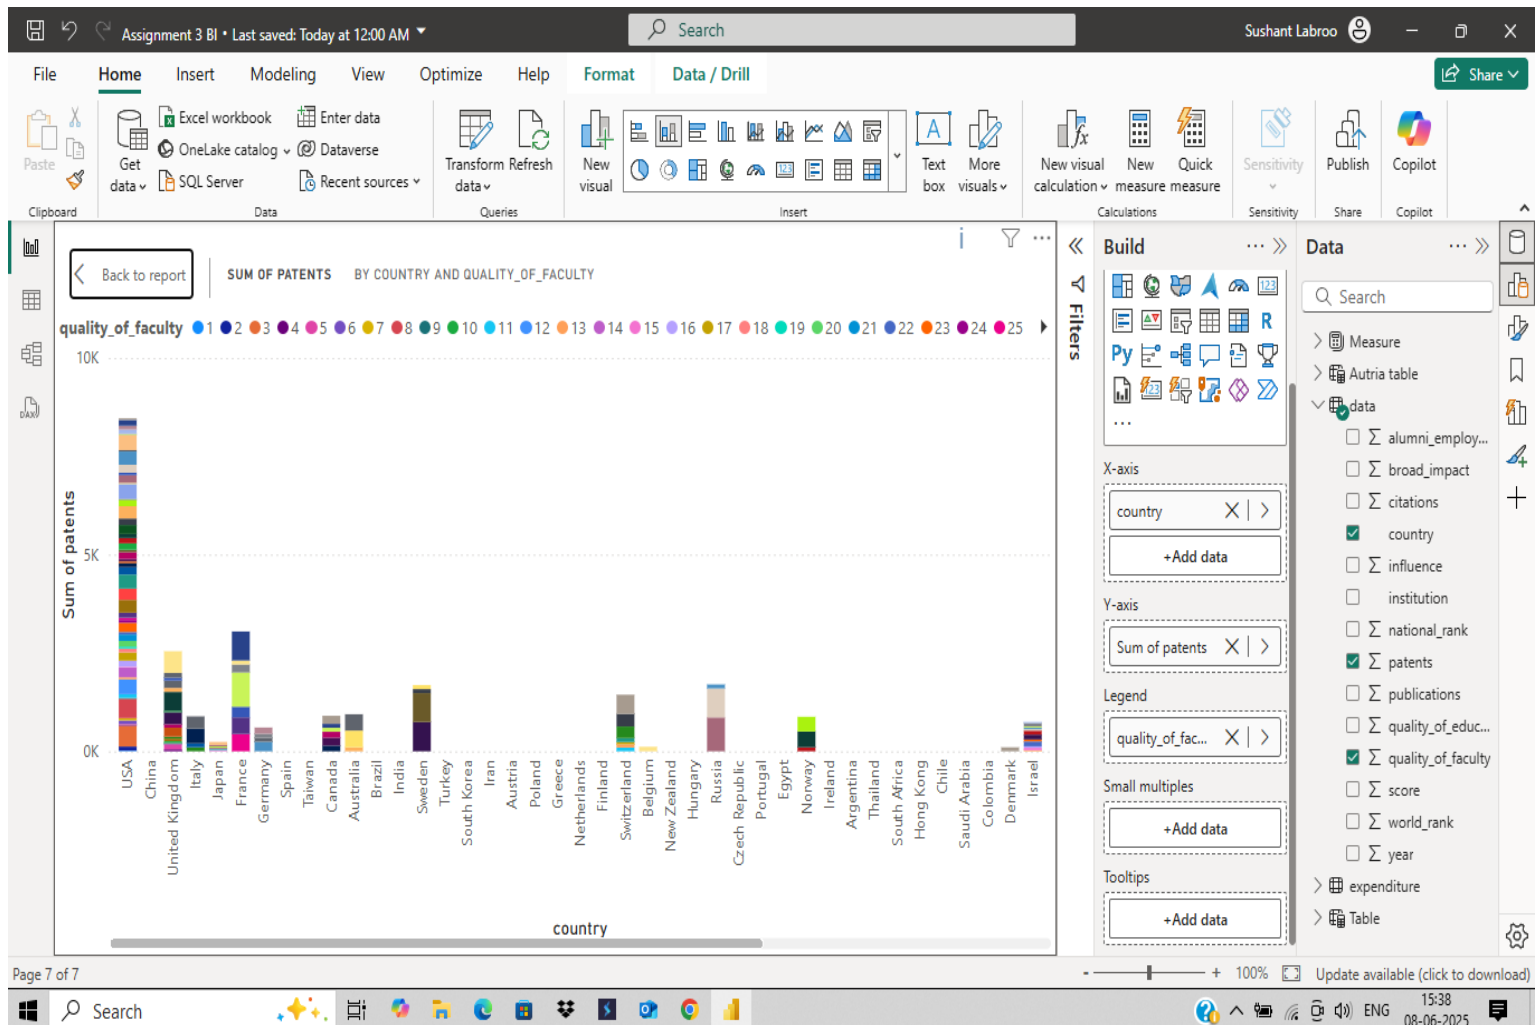 Assignment 3 BI • Last saved: Today at 12:00 AM
Search
Sushant Labroo
File Home Insert Modeling View Optimize Help Format Data / Drill
Share
Paste
Clipboard
Get data
Excel workbook
OneLake catalog
SQL Server
Enter data
Dataverse
Recent sources
Data
Transform data
Refresh
Queries
New visual
Text box
More visuals
Insert
New visual calculation
New measure
Quick measure
Calculations
Sensitivity
Sensitivity
Publish
Share
Copilot
Copilot
Back to report
SUM OF PATENTS BY COUNTRY AND QUALITY_OF_FACULTY
quality_of_faculty 1 2 3 4 5 6 7 8 9 10 11 12 13 14 15 16 17 18 19 20 21 22 23 24 25
10K
5K
0K
Sum of patents
USA
China
United Kingdom
Italy
Japan
France
Germany
Spain
Taiwan
Canada
Australia
Brazil
India
Sweden
Turkey
South Korea
Iran
Austria
Poland
Greece
Netherlands
Finland
Switzerland
Belgium
New Zealand
Hungary
Russia
Czech Republic
Portugal
Egypt
Norway
Ireland
Argentina
Thailand
South Africa
Hong Kong
Chile
Saudi Arabia
Colombia
Denmark
Israel
country
Filters
Build
123
R
Py
123
X-axis
country
+Add data
Y-axis
Sum of patents
Legend
quality_of_fac...
Small multiples
+Add data
Tooltips
+Add data
Data
Search
Measure
Autria table
data
alumni_employ...
broad_impact
citations
country
influence
institution
national_rank
patents
publications
quality_of_educ...
quality_of_faculty
score
world_rank
year
expenditure
Table
DAX
Page 7 of 7
- + 100%
Update available (click to download)
Search
ENG
15:38
08-06-2025